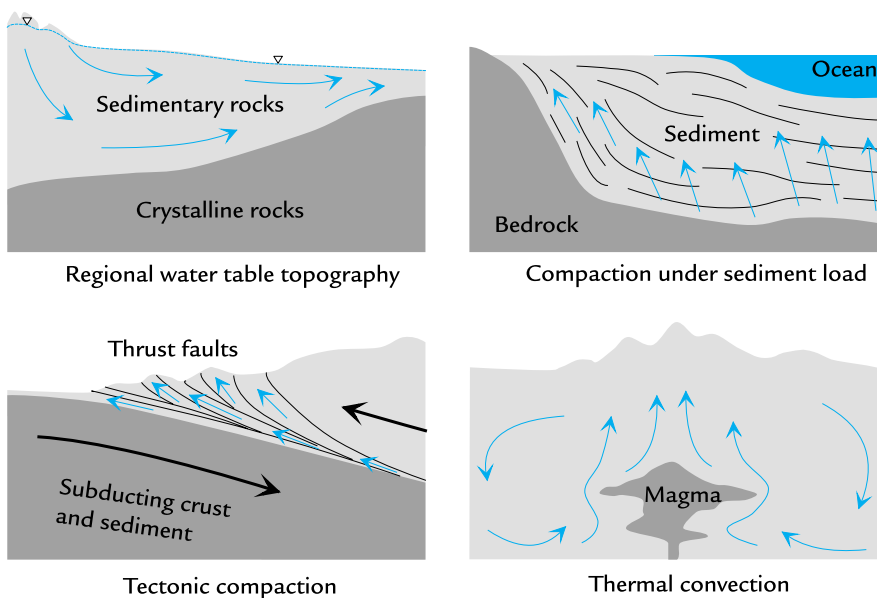 Sedimentary rocks
Crystalline rocks
Regional water table topography
Ocean
Sediment
Bedrock
Compaction under sediment load
Thrust faults
Subducting crust
and sediment
Tectonic compaction
Magma
Thermal convection